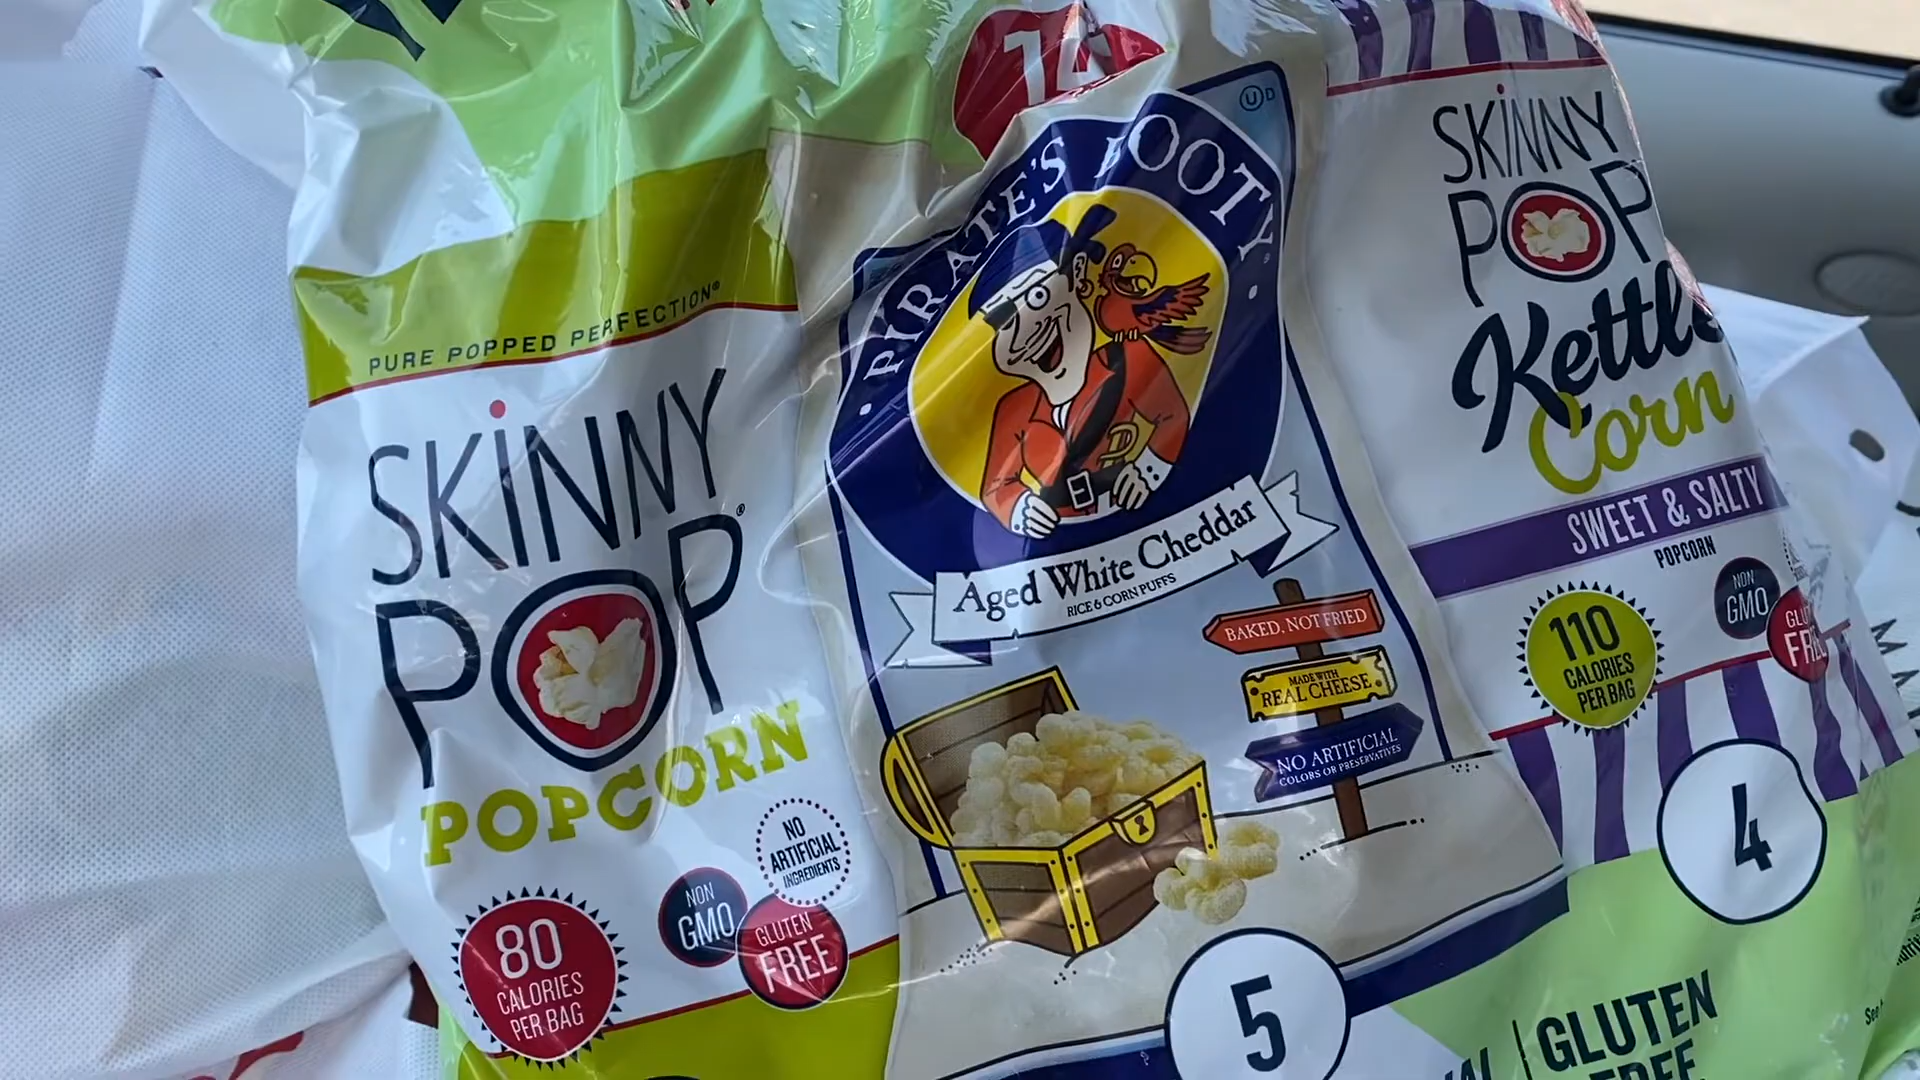 14
PURE POPPED PERFECTION®
SKINNY
POP®
POPCORN
NO
ARTIFICIAL
INGREDIENTS
NON
GMO
GLUTEN
FREE
80
CALORIES
PER BAG
U D
PIRATE'S BOOTY
Aged White Cheddar
RICE & CORN PUFFS
BAKED, NOT FRIED
MADE WITH
REAL CHEESE
NO ARTIFICIAL
COLORS OR PRESERVATIVES
5
SKINNY
POP
Kettle
Corn
SWEET & SALTY
POPCORN
110
CALORIES
PER BAG
NON
GMO
4
GLUTEN
FREE